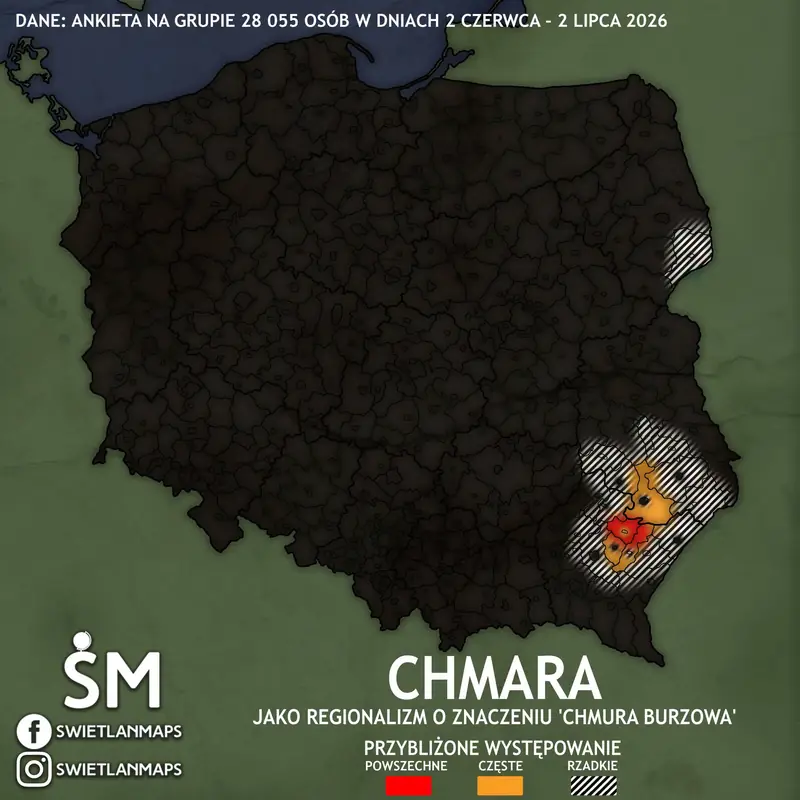 DANE: ANKIETA NA GRUPIE 28 055 OSÓB W DNIACH 2 CZERWCA - 2 LIPCA 2026
ŚM
SWIETLANMAPS
SWIETLANMAPS
CHMARA
JAKO REGIONALIZM O ZNACZENIU 'CHMURA BURZOWA'
PRZYBLIŻONE WYSTĘPOWANIE
POWSZECHNE CZĘSTE RZADKIE